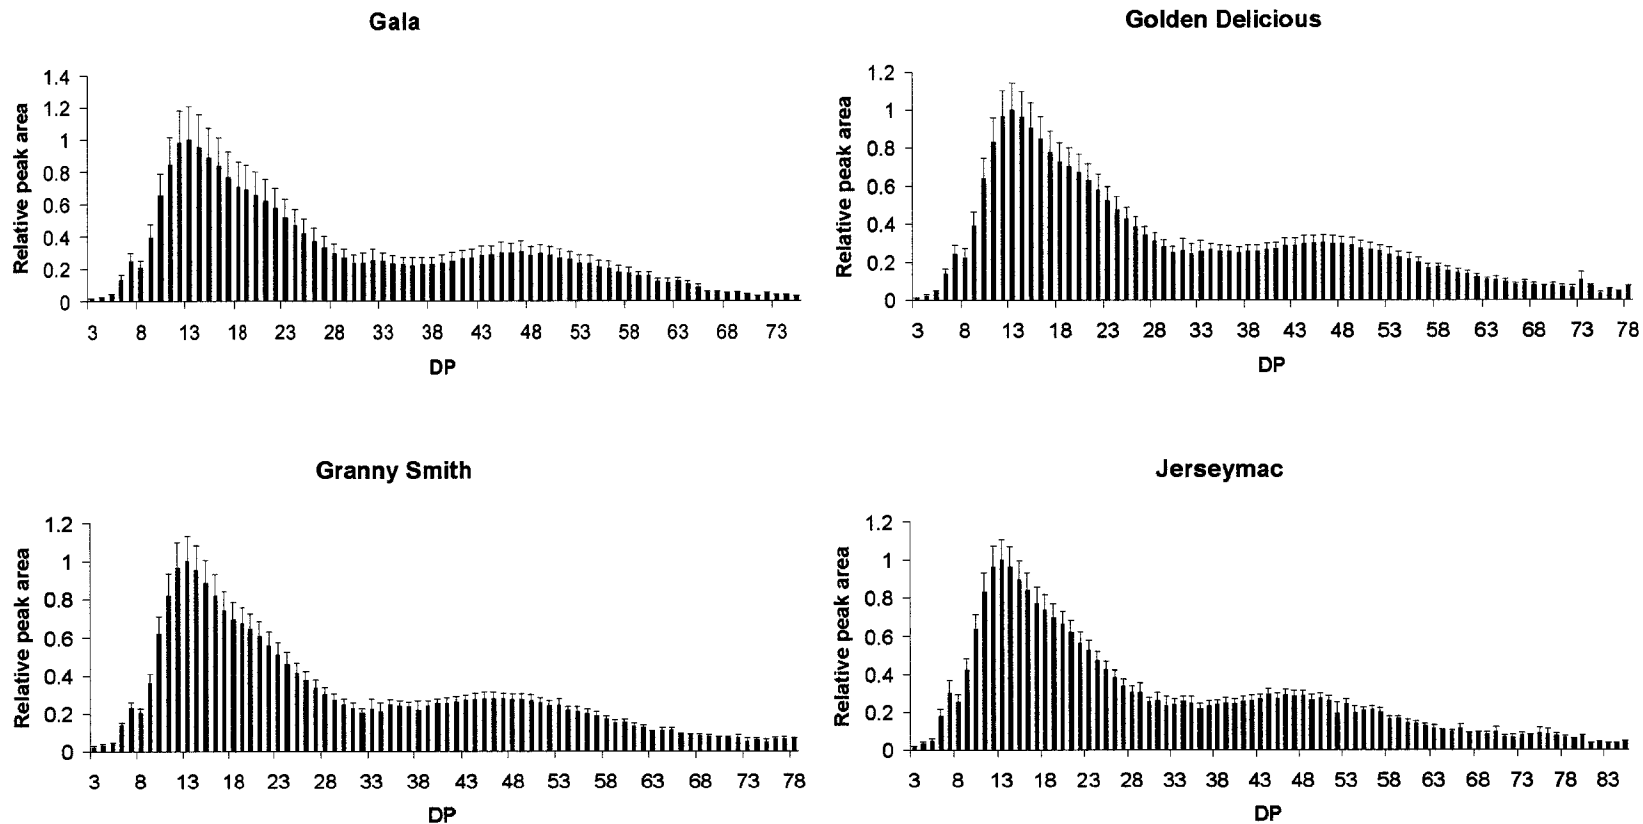 Gala
Relative peak area
1.4
1.2
1
0.8
0.6
0.4
0.2
0
3 8 13 18 23 28 33 38 43 48 53 58 63 68 73
DP
Golden Delicious
Relative peak area
1.2
1
0.8
0.6
0.4
0.2
0
3 8 13 18 23 28 33 38 43 48 53 58 63 68 73 78
DP
Granny Smith
Relative peak area
1.2
1
0.8
0.6
0.4
0.2
0
3 8 13 18 23 28 33 38 43 48 53 58 63 68 73 78
DP
Jerseymac
Relative peak area
1.2
1
0.8
0.6
0.4
0.2
0
3 8 13 18 23 28 33 38 43 48 53 58 63 68 73 78 83
DP